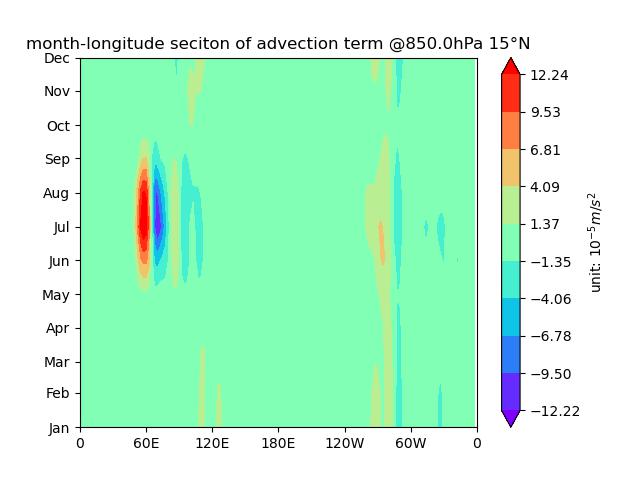 month-longitude seciton of advection term @850.0hPa 15°N
Dec
Nov
Oct
Sep
Aug
Jul
Jun
May
Apr
Mar
Feb
Jan
0 60E 120E 180E 120W 60W 0
12.24
9.53
6.81
4.09
1.37
−1.35
−4.06
−6.78
−9.50
−12.22
unit: 10⁻⁵m/s²